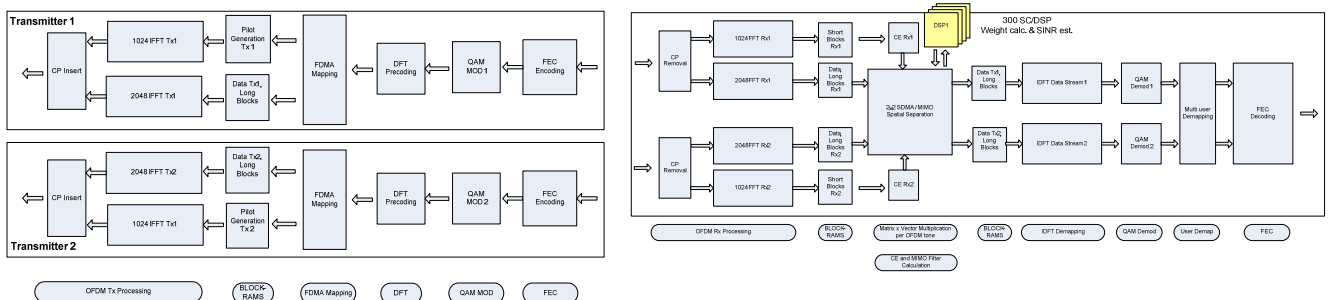 Transmitter 1
CP Insert
1024 IFFT Tx1
2048 IFFT Tx1
Pilot
Generation
Tx 1
Data Tx1,
Long
Blocks
FDMA
Mapping
DFT
Precoding
QAM
MOD 1
FEC
Encoding
CP Insert
2048 IFFT Tx2
1024 IFFT Tx1
Data Tx2,
Long
Blocks
Pilot
Generation
Tx 2
FDMA
Mapping
DFT
Precoding
QAM
MOD 2
FEC
Encoding
Transmitter 2
OFDM Tx Processing
BLOCK-
RAMS
FDMA Mapping
DFT
QAM MOD
FEC
CP
Removal
1024 FFT Rx1
2048FFT Rx1
Short
Blocks
Rx1
Data,
Long
Blocks
Rx1
CE Rx1
DSP1
300 SC/DSP
Weight calc. & SINR est.
2x2 SDMA / MIMO
Spatial Separation
Data Tx1,
Long
Blocks
IDFT Data Stream 1
QAM
Demod 1
Multi user
Demapping
FEC
Decoding
CP
Removal
2048FFT Rx2
1024 FFT Rx2
Data,
Long
Blocks
Rx2
Short
Blocks
Rx2
CE Rx2
Data Tx2,
Long
Blocks
IDFT Data Stream 2
QAM
Demod 2
OFDM Rx Processing
BLOCK-
RAMS
Matrix x Vector Multiplication
per OFDM tone
BLOCK-
RAMS
IDFT Demapping
QAM Demod
User Demap
FEC
CE and MIMO Filter
Calculation